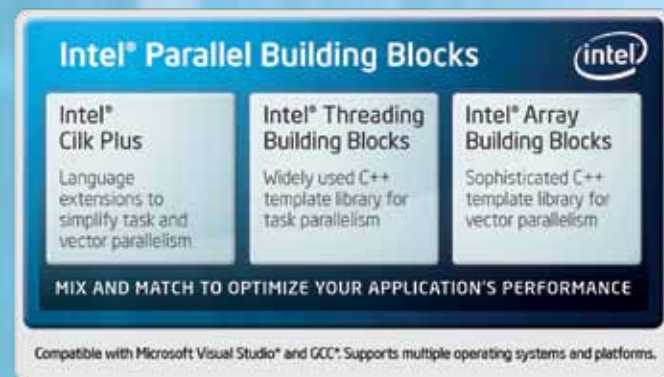 Intel® Parallel Building Blocks
intel
Intel®
Cilk Plus
Language
extensions to
simplify task and
vector parallelism
Intel® Threading
Building Blocks
Widely used C++
template library for
task parallelism
Intel® Array
Building Blocks
Sophisticated C++
template library for
vector parallelism
MIX AND MATCH TO OPTIMIZE YOUR APPLICATION'S PERFORMANCE
Compatible with Microsoft Visual Studio* and GCC*. Supports multiple operating systems and platforms.